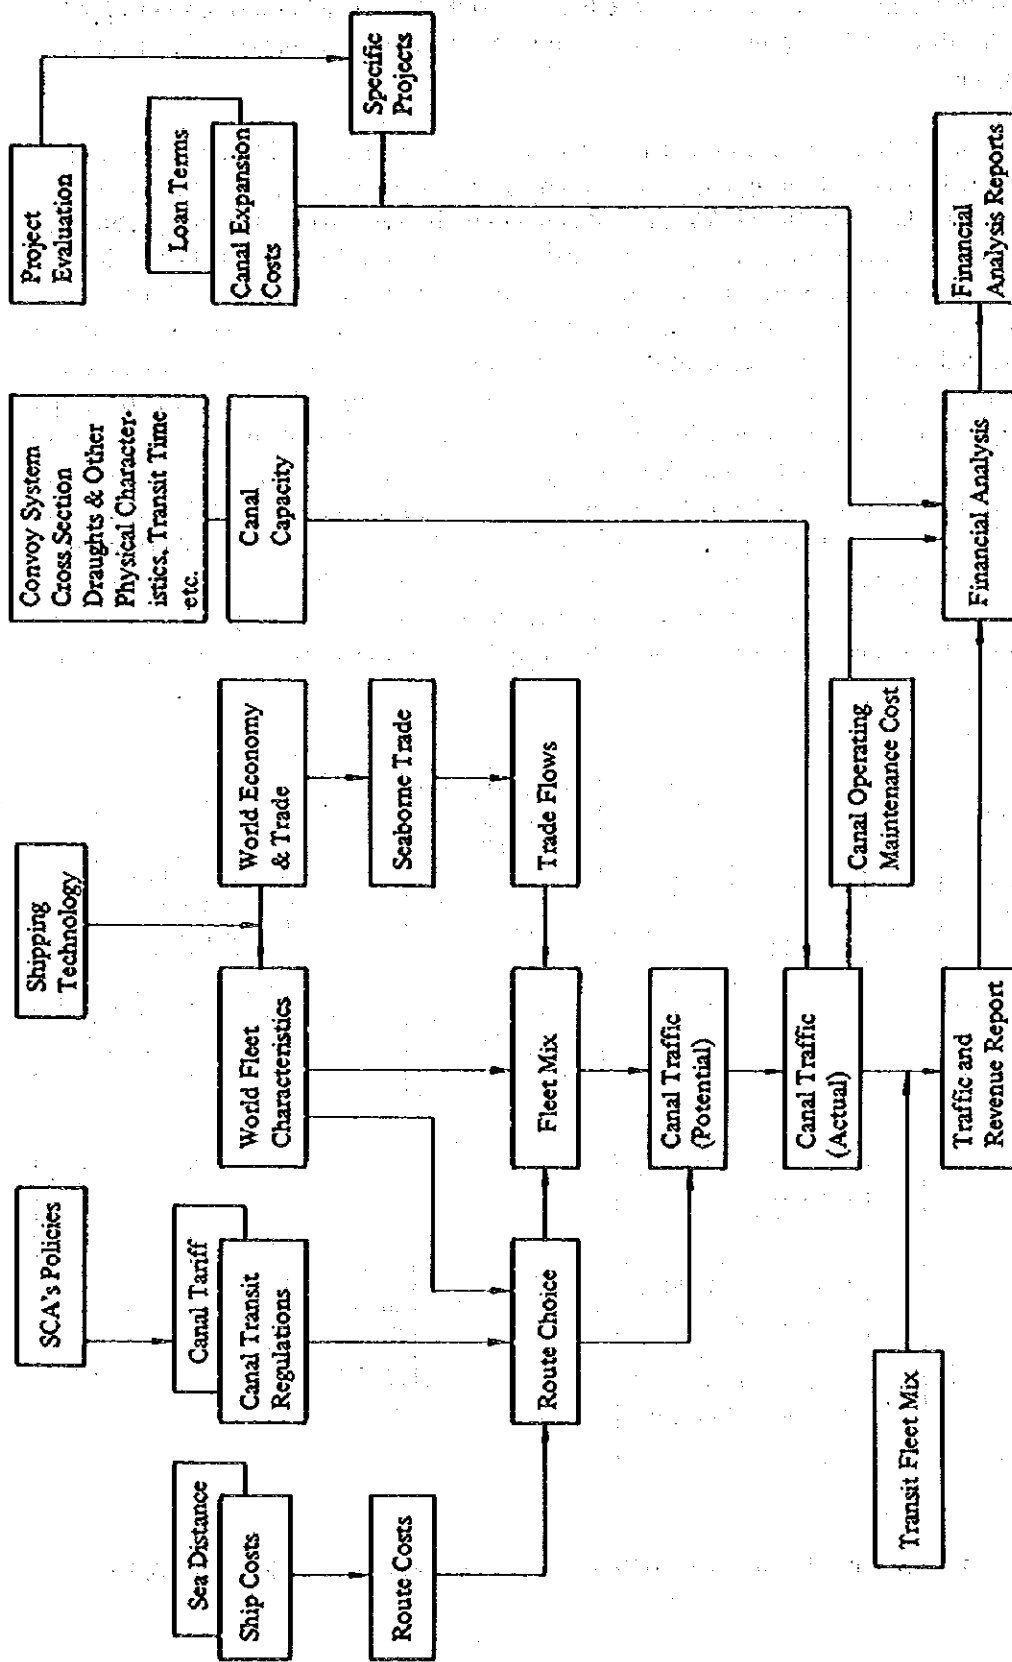 SCA's Policies
Shipping
Technology
Convoy System
Cross Section
Draughts & Other
Physical Character-
istics, Transit Time
etc.
Project
Evaluation
Sea Distance
Ship Costs
Canal Tariff
Canal Transit
Regulations
World Fleet
Characteristics
World Economy
& Trade
Canal
Capacity
Loan Terms
Canal Expansion
Costs
Route Costs
Seaborne Trade
Specific
Projects
Route Choice
Fleet Mix
Trade Flows
Canal Traffic
(Potential)
Canal Traffic
(Actual)
Canal Operating
Maintenance Cost
Transit Fleet Mix
Traffic and
Revenue Report
Financial Analysis
Financial
Analysis Reports